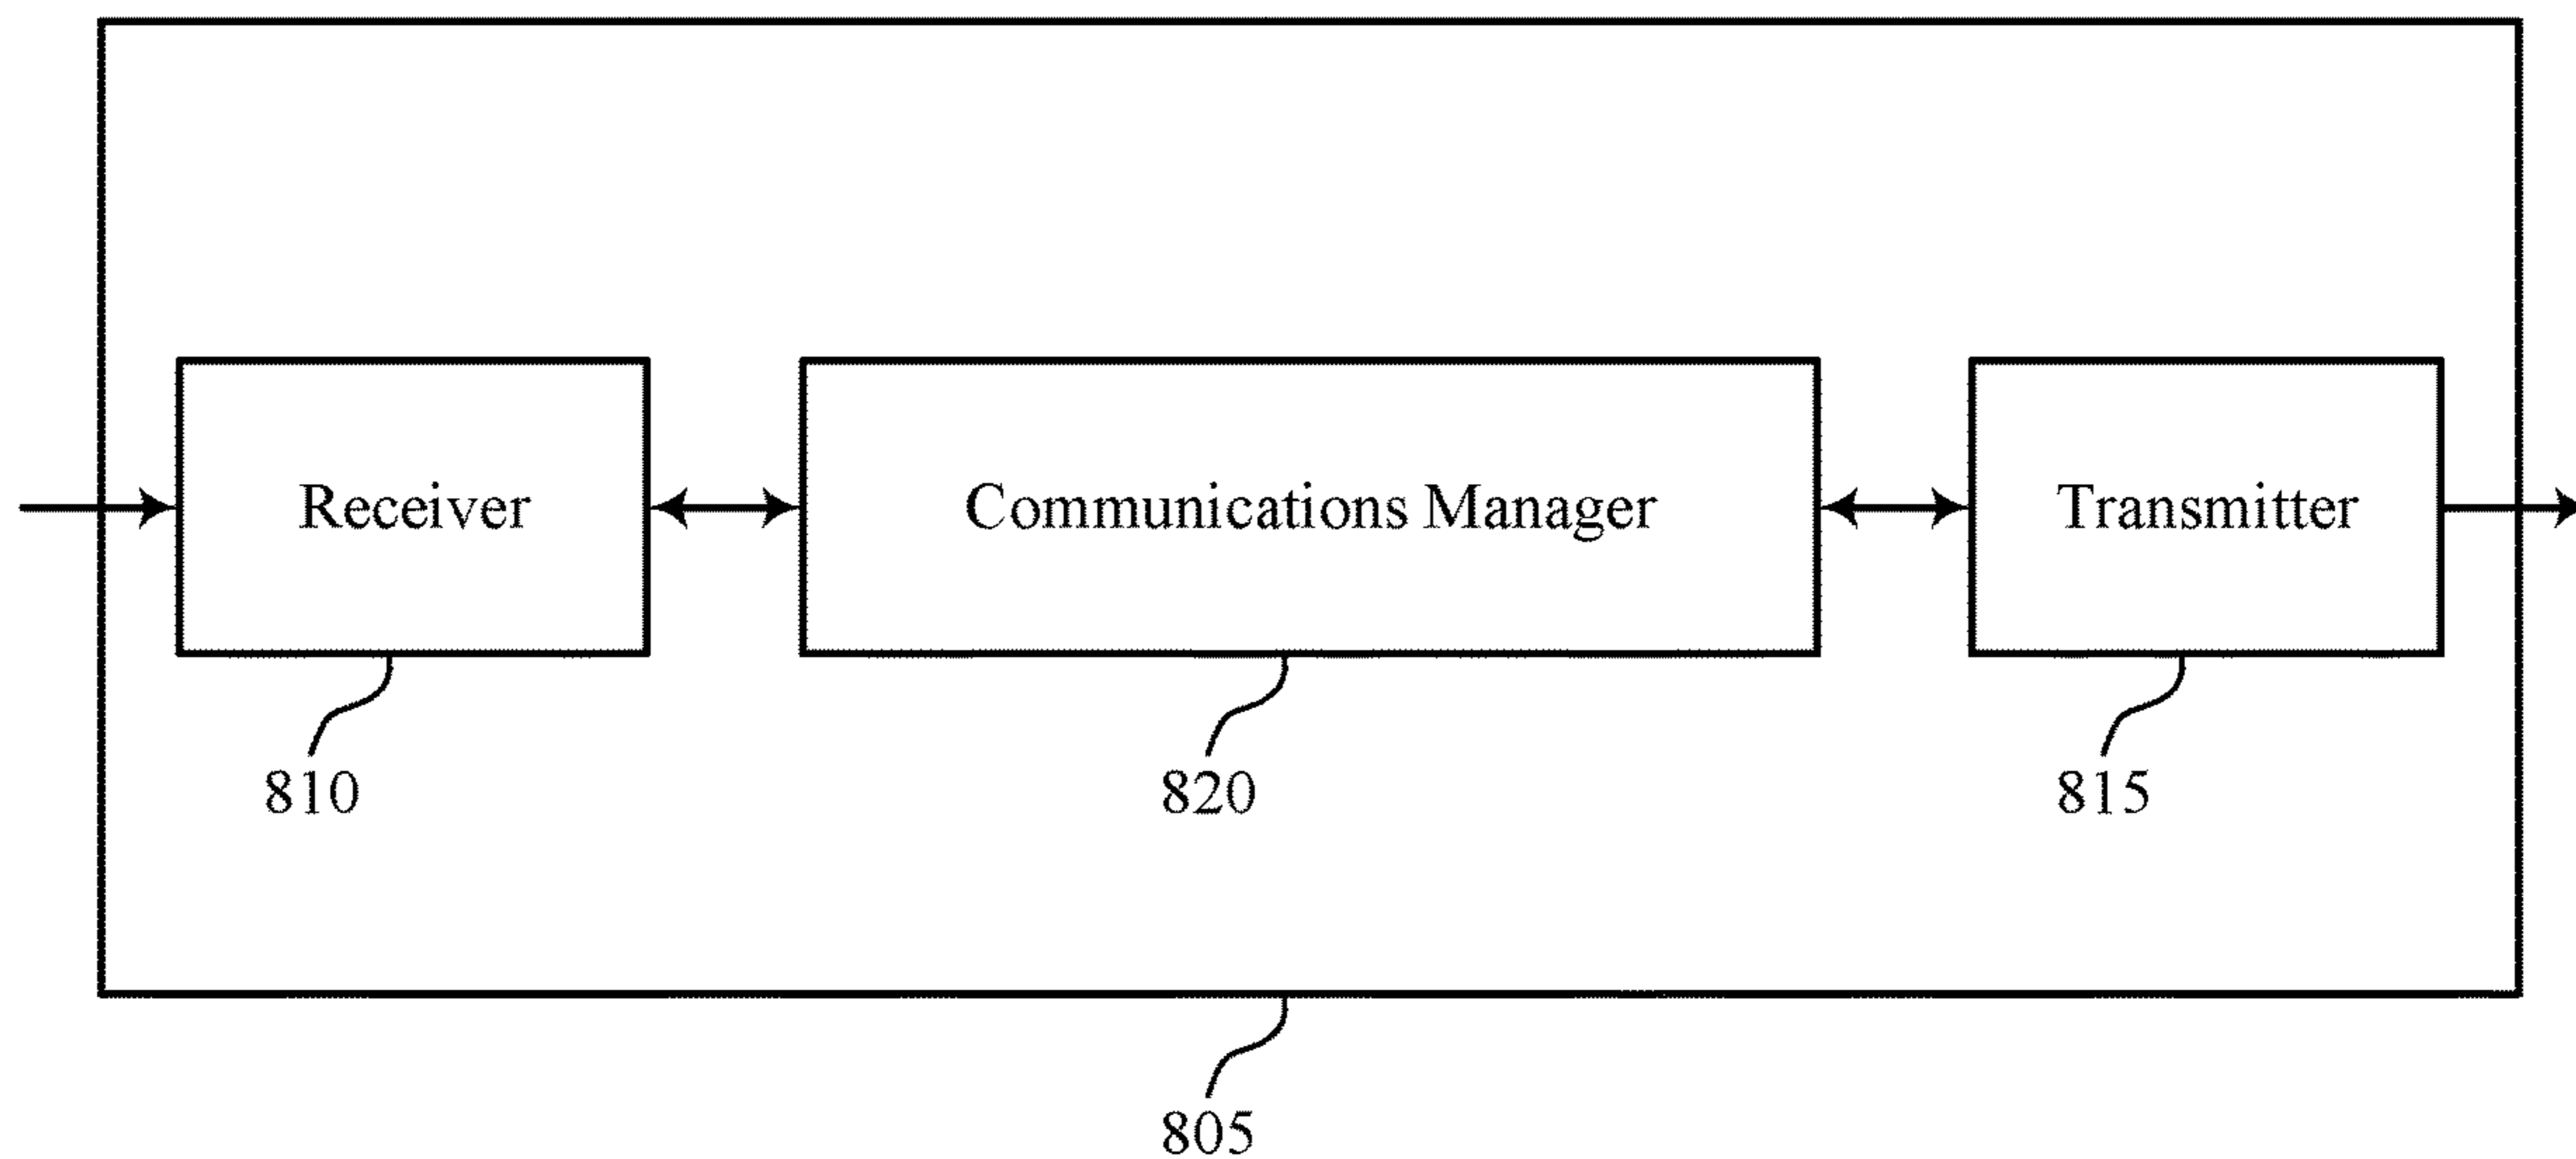 Receiver
Communications Manager
Transmitter
810
820
815
805